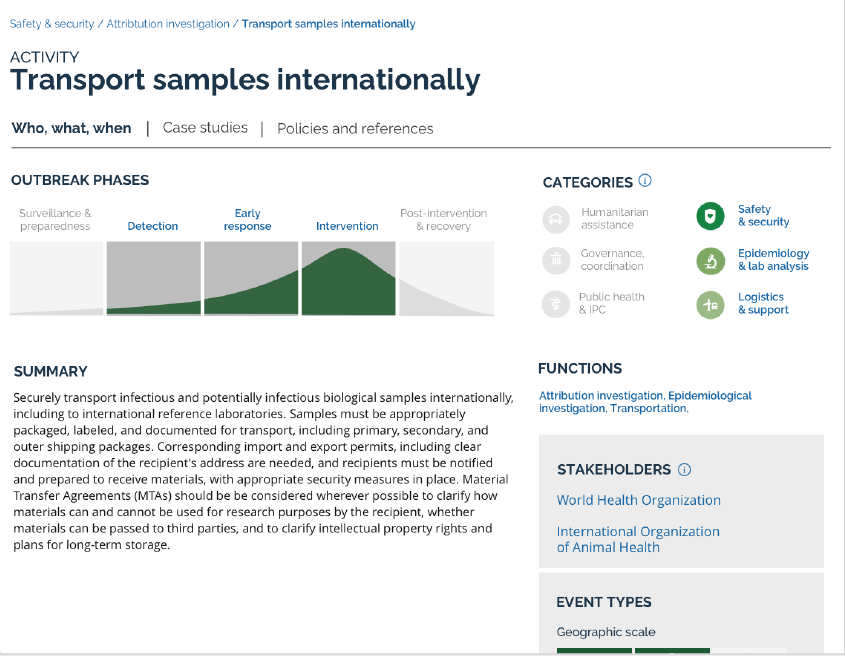 Safety & security / Attribtution investigation / Transport samples internationally
ACTIVITY
Transport samples internationally
Who, what, when | Case studies | Policies and references
OUTBREAK PHASES
Surveillance &
preparedness
Detection
Early
response
Intervention
Post-intervention
& recovery
CATEGORIES
Humanitarian
assistance
Safety
& security
Governance,
coordination
Epidemiology
& lab analysis
Public health
& IPC
Logistics
& support
SUMMARY
Securely transport infectious and potentially infectious biological samples internationally,
including to international reference laboratories. Samples must be appropriately
packaged, labeled, and documented for transport, including primary, secondary, and
outer shipping packages. Corresponding import and export permits, including clear
documentation of the recipient's address are needed, and recipients must be notified
and prepared to receive materials, with appropriate security measures in place. Material
Transfer Agreements (MTAs) should be be considered wherever possible to clarify how
materials can and cannot be used for research purposes by the recipient, whether
materials can be passed to third parties, and to clarify intellectual property rights and
plans for long-term storage.
FUNCTIONS
Attribution investigation, Epidemiological
investigation, Transportation,
STAKEHOLDERS
World Health Organization
International Organization
of Animal Health
EVENT TYPES
Geographic scale